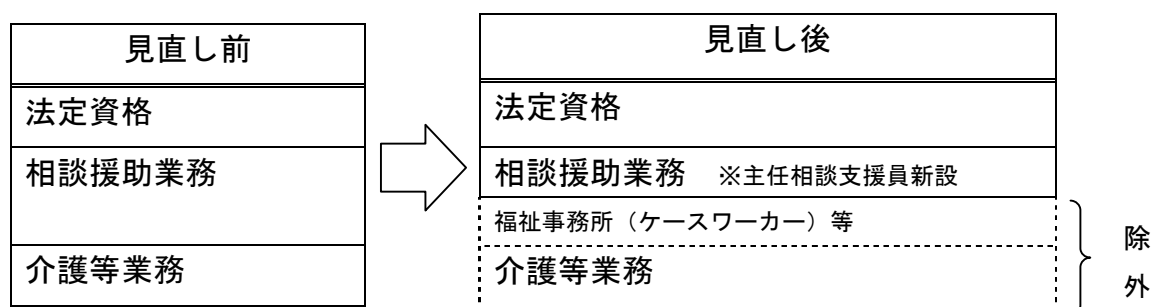 見直し前
法定資格
相談援助業務
介護等業務
見直し後
法定資格
相談援助業務 ※主任相談支援員新設
福祉事務所（ケースワーカー）等
介護等業務
除
外